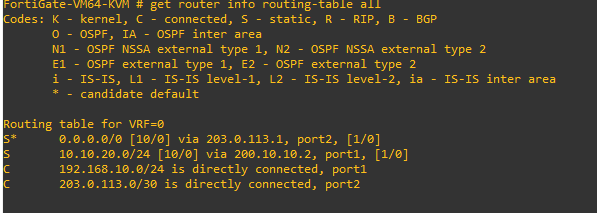 FortiGate-VM64-KVM # get router info routing-table all
Codes: K - kernel, C - connected, S - static, R - RIP, B - BGP
O - OSPF, IA - OSPF inter area
N1 - OSPF NSSA external type 1, N2 - OSPF NSSA external type 2
E1 - OSPF external type 1, E2 - OSPF external type 2
i - IS-IS, L1 - IS-IS level-1, L2 - IS-IS level-2, ia - IS-IS inter area
* - candidate default
Routing table for VRF=0
S* 0.0.0.0/0 [10/0] via 203.0.113.1, port2, [1/0]
S 10.10.20.0/24 [10/0] via 200.10.10.2, port1, [1/0]
C 192.168.10.0/24 is directly connected, port1
C 203.0.113.0/30 is directly connected, port2